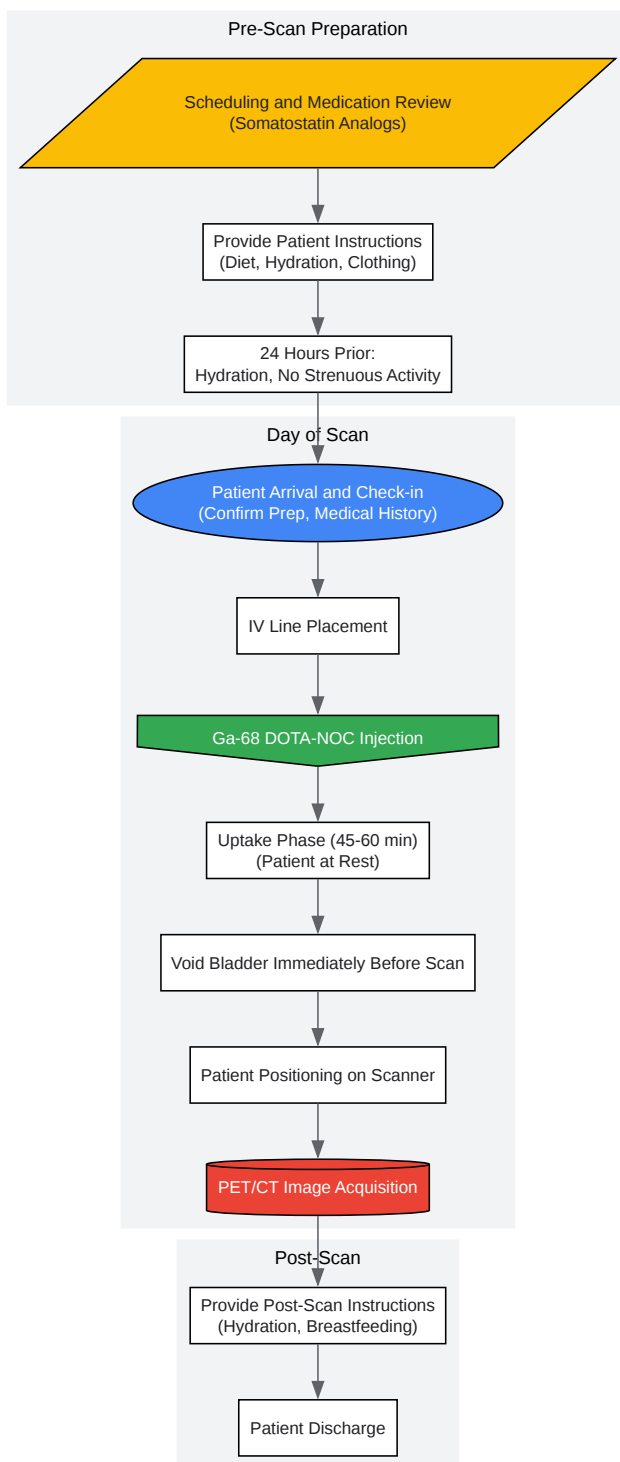 Pre-Scan Preparation
Scheduling and Medication Review
(Somatostatin Analogs)
Provide Patient Instructions
(Diet, Hydration, Clothing)
24 Hours Prior:
Hydration, No Strenuous Activity
Day of Scan
Patient Arrival and Check-in
(Confirm Prep, Medical History)
IV Line Placement
Ga-68 DOTA-NOC Injection
Uptake Phase (45-60 min)
(Patient at Rest)
Void Bladder Immediately Before Scan
Patient Positioning on Scanner
PET/CT Image Acquisition
Post-Scan
Provide Post-Scan Instructions
(Hydration, Breastfeeding)
Patient Discharge